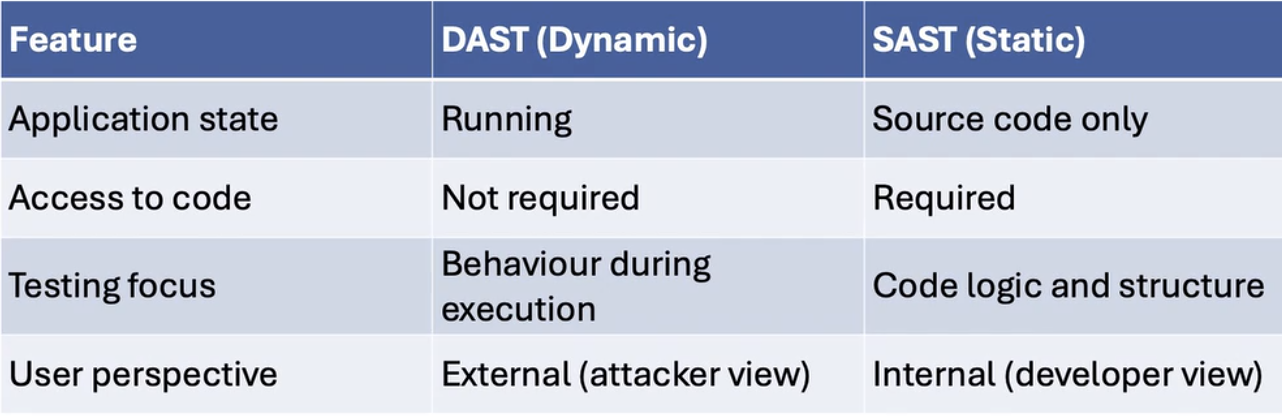 Feature DAST (Dynamic) SAST (Static)
Application state Running Source code only
Access to code Not required Required
Testing focus Behaviour during execution Code logic and structure
User perspective External (attacker view) Internal (developer view)